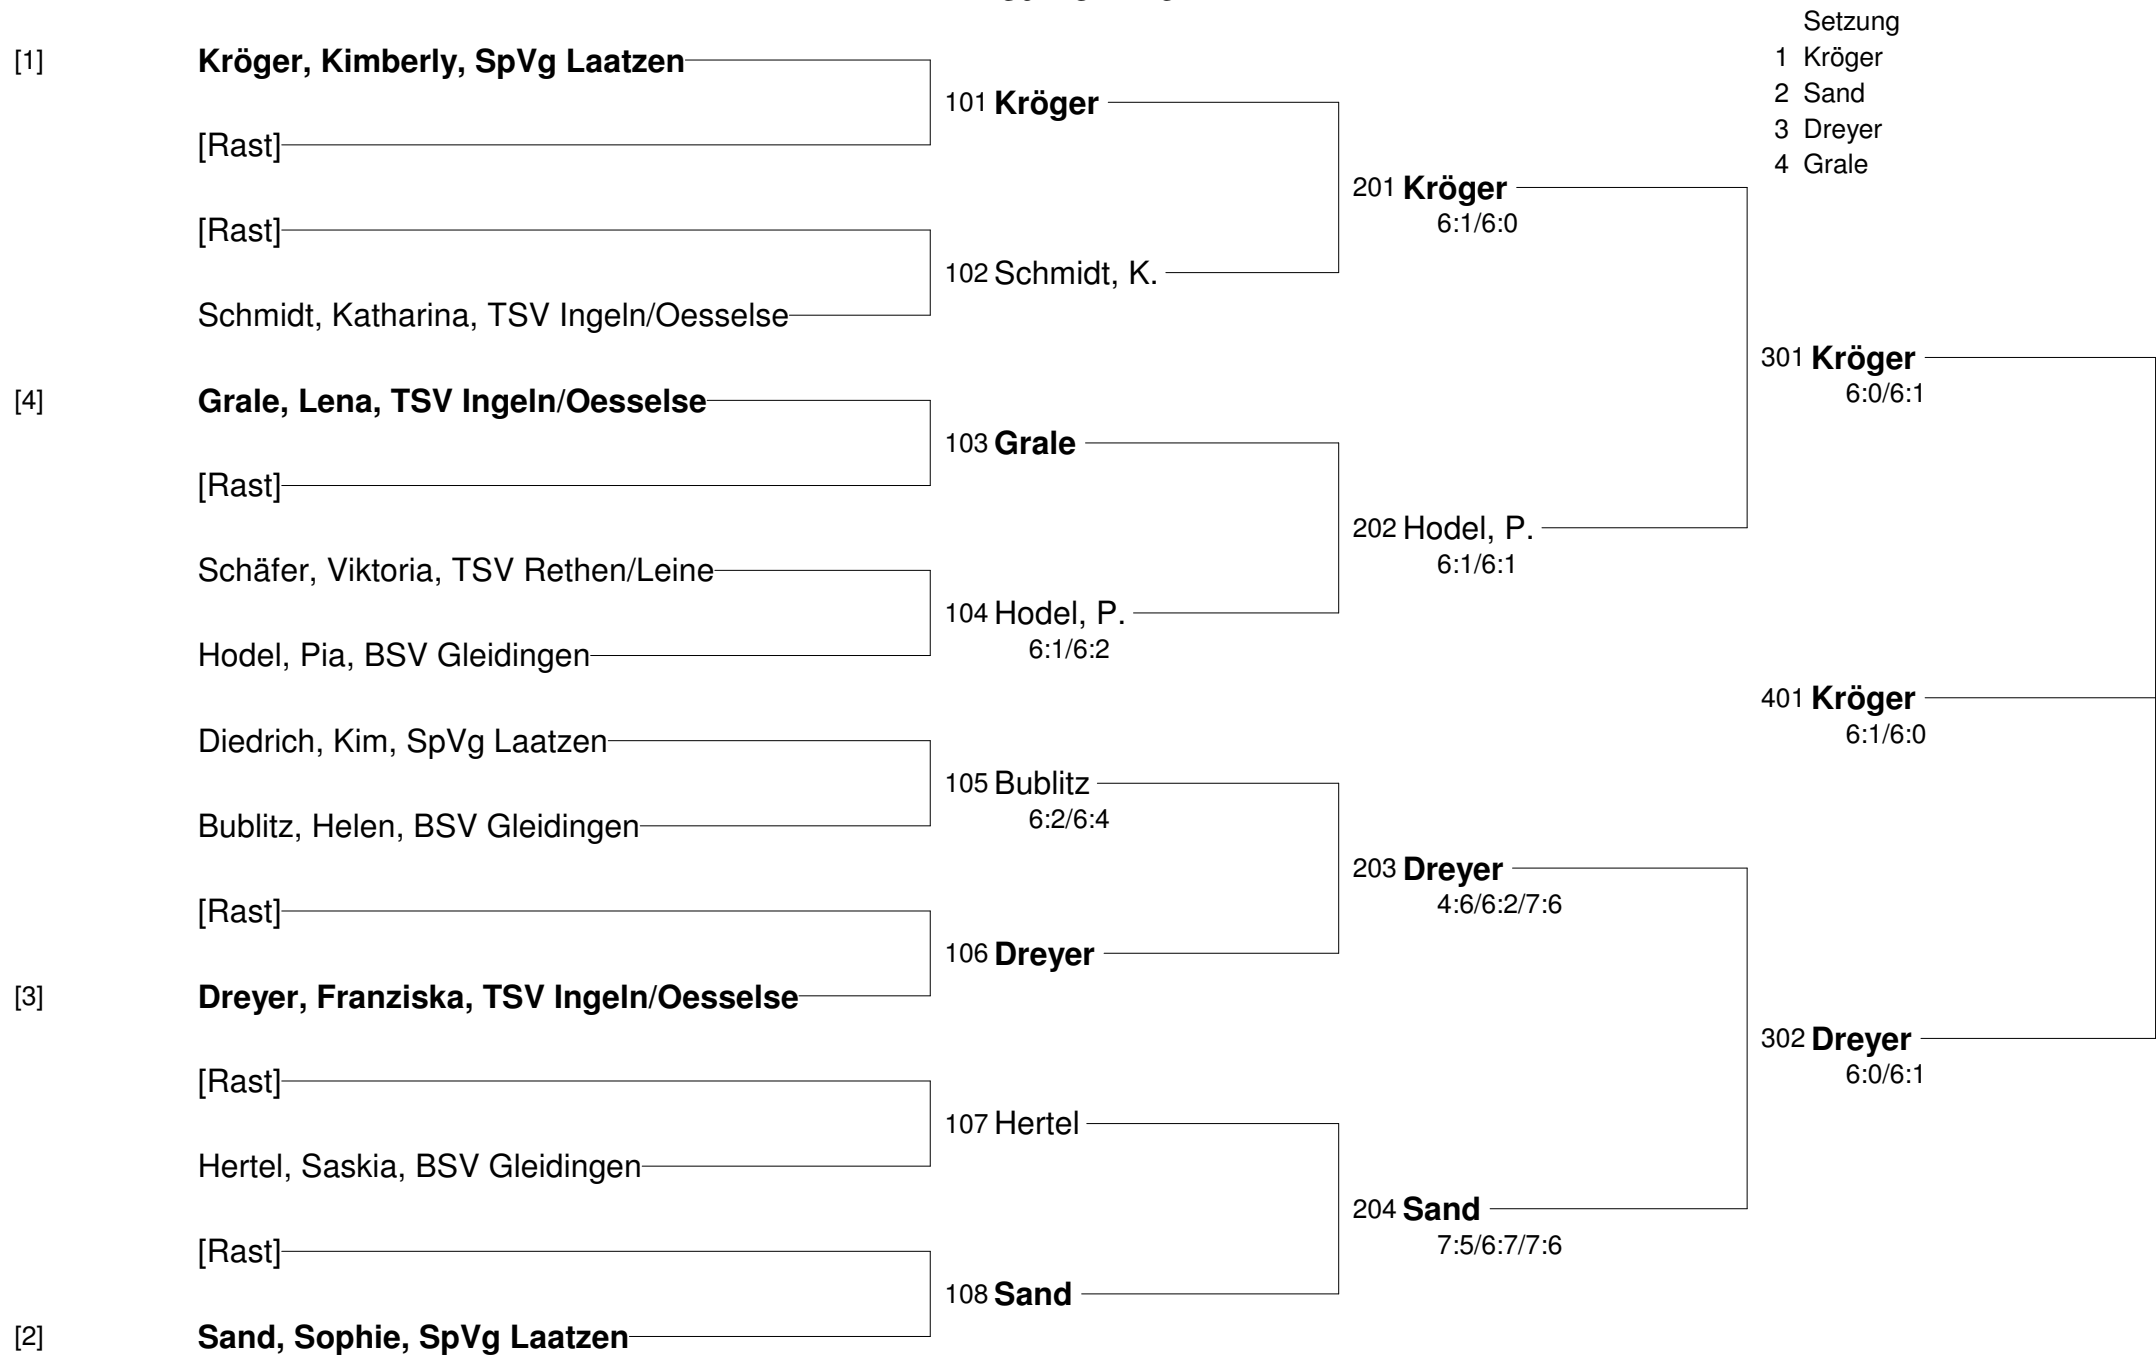 Setzung
1 Kröger
2 Sand
3 Dreyer
4 Grale
[1] Kröger, Kimberly, SpVg Laatzen
[Rast]
[Rast]
Schmidt, Katharina, TSV Ingeln/Oesselse
[4] Grale, Lena, TSV Ingeln/Oesselse
[Rast]
Schäfer, Viktoria, TSV Rethen/Leine
Hodel, Pia, BSV Gleidingen
Diedrich, Kim, SpVg Laatzen
Bublitz, Helen, BSV Gleidingen
[Rast]
[3] Dreyer, Franziska, TSV Ingeln/Oesselse
[Rast]
Hertel, Saskia, BSV Gleidingen
[Rast]
[2] Sand, Sophie, SpVg Laatzen
101 Kröger
102 Schmidt, K.
103 Grale
104 Hodel, P.
6:1/6:2
105 Bublitz
6:2/6:4
106 Dreyer
107 Hertel
108 Sand
201 Kröger
6:1/6:0
202 Hodel, P.
6:1/6:1
203 Dreyer
4:6/6:2/7:6
204 Sand
7:5/6:7/7:6
301 Kröger
6:0/6:1
401 Kröger
6:1/6:0
302 Dreyer
6:0/6:1